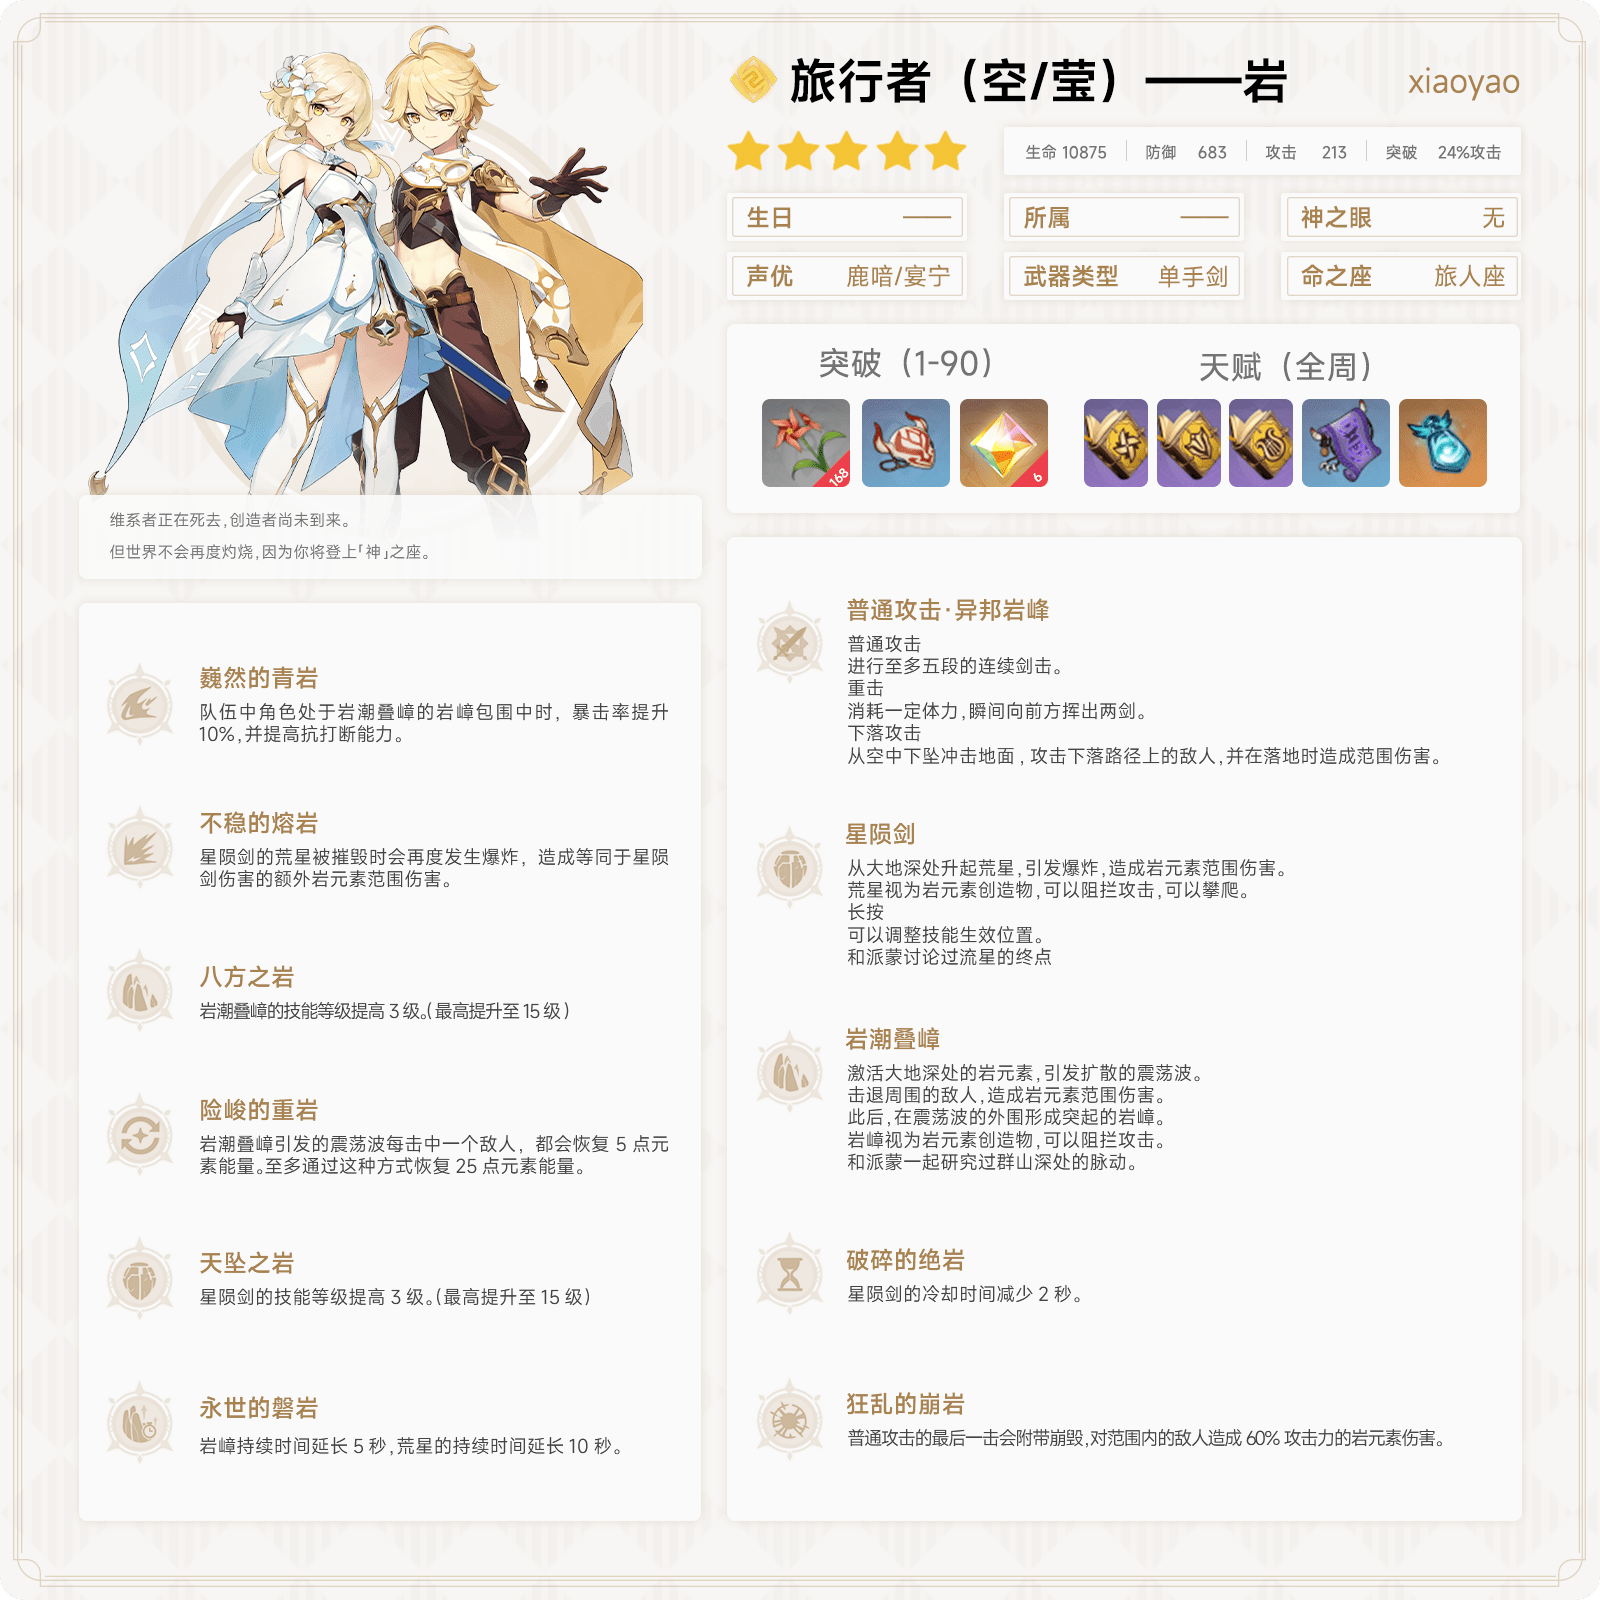 旅行者（空/莹）——岩
xiaoyao
生命 10875 防御 683 攻击 213 突破 24%攻击
生日 —— 所属 —— 神之眼 无
声优 鹿喑/宴宁 武器类型 单手剑 命之座 旅人座
突破（1-90） 天赋（全周）
168 6
维系者正在死去,创造者尚未到来。
但世界不会再度灼烧,因为你将登上「神」之座。
巍然的青岩
队伍中角色处于岩潮叠嶂的岩嶂包围中时，暴击率提升
10%,并提高抗打断能力。
不稳的熔岩
星陨剑的荒星被摧毁时会再度发生爆炸，造成等同于星陨
剑伤害的额外岩元素范围伤害。
八方之岩
岩潮叠嶂的技能等级提高 3 级。(最高提升至 15 级)
险峻的重岩
岩潮叠嶂引发的震荡波每击中一个敌人，都会恢复 5 点元
素能量。至多通过这种方式恢复 25 点元素能量。
天坠之岩
星陨剑的技能等级提高 3 级。(最高提升至 15 级)
永世的磐岩
岩嶂持续时间延长 5 秒,荒星的持续时间延长 10 秒。
普通攻击·异邦岩峰
普通攻击
进行至多五段的连续剑击。
重击
消耗一定体力,瞬间向前方挥出两剑。
下落攻击
从空中下坠冲击地面，攻击下落路径上的敌人,并在落地时造成范围伤害。
星陨剑
从大地深处升起荒星,引发爆炸,造成岩元素范围伤害。
荒星视为岩元素创造物,可以阻拦攻击,可以攀爬。
长按
可以调整技能生效位置。
和派蒙讨论过流星的终点
岩潮叠嶂
激活大地深处的岩元素,引发扩散的震荡波。
击退周围的敌人,造成岩元素范围伤害。
此后,在震荡波的外围形成突起的岩嶂。
岩嶂视为岩元素创造物,可以阻拦攻击。
和派蒙一起研究过群山深处的脉动。
破碎的绝岩
星陨剑的冷却时间减少 2 秒。
狂乱的崩岩
普通攻击的最后一击会附带崩毁,对范围内的敌人造成 60% 攻击力的岩元素伤害。